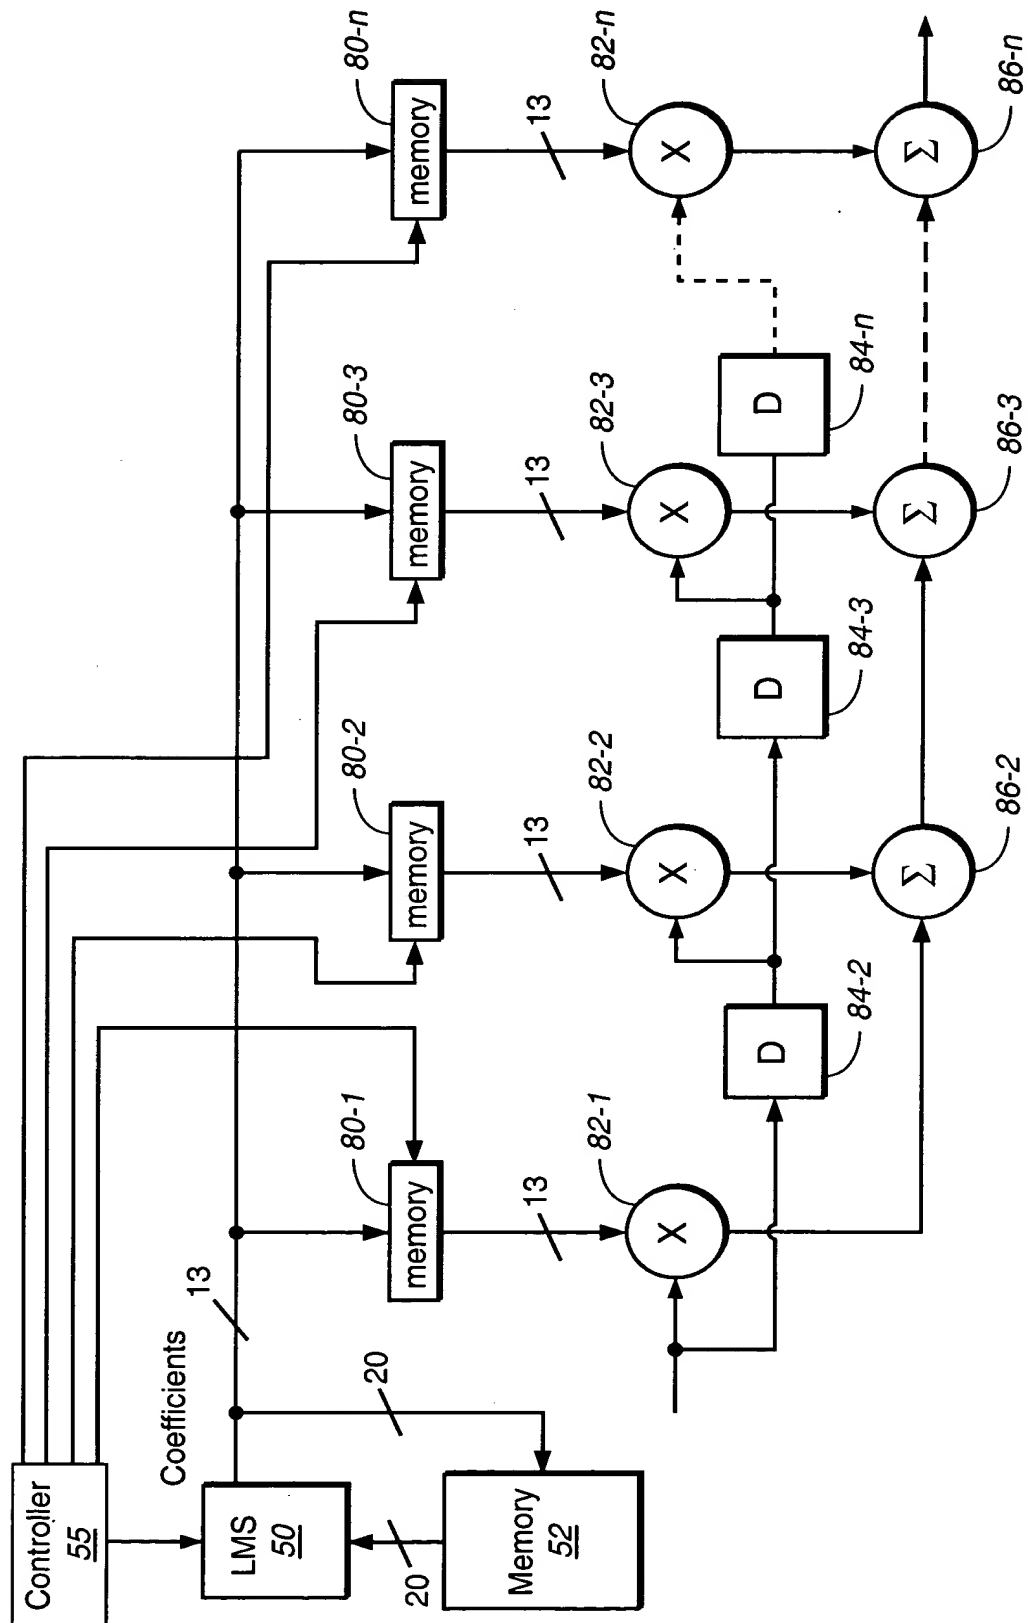 Controller
55
Coefficients
LMS
50
13
20
20
Memory
52
80-1
memory
80-2
memory
80-3
memory
80-n
memory
13
13
13
13
82-1
X
82-2
X
82-3
X
82-n
X
D
84-2
D
84-3
D
84-n
Σ
86-2
Σ
86-3
Σ
86-n